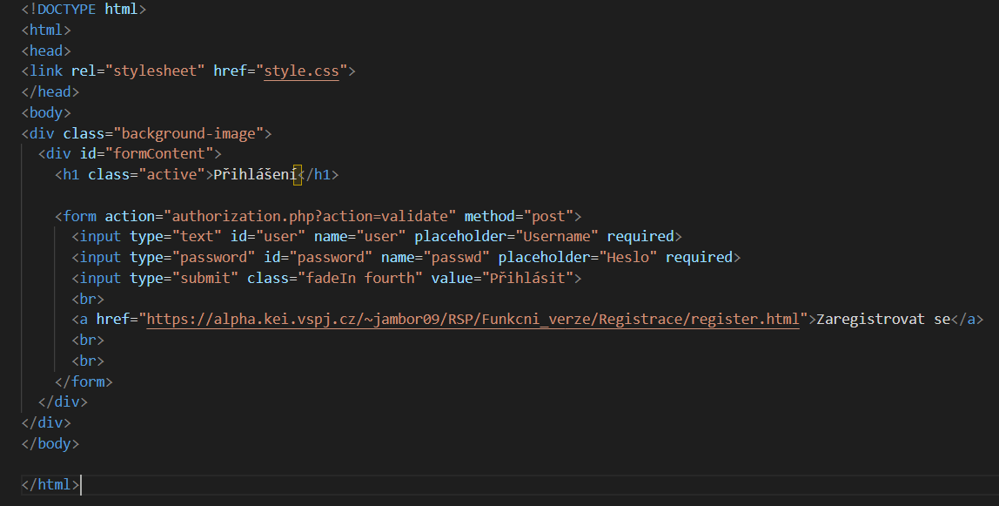 <!DOCTYPE html>
<html>
<head>
<link rel="stylesheet" href="style.css">
</head>
<body>
<div class="background-image">
<div id="formContent">
<h1 class="active">Přihlášení</h1>
<form action="authorization.php?action=validate" method="post">
<input type="text" id="user" name="user" placeholder="Username" required>
<input type="password" id="password" name="passwd" placeholder="Heslo" required>
<input type="submit" class="fadeIn fourth" value="Přihlásit">
<br>
<a href="https://alpha.kei.vspj.cz/~jambor09/RSP/Funkcni_verze/Registrace/register.html">Zaregistrovat se</a>
<br>
<br>
</form>
</div>
</div>
</body>
</html>